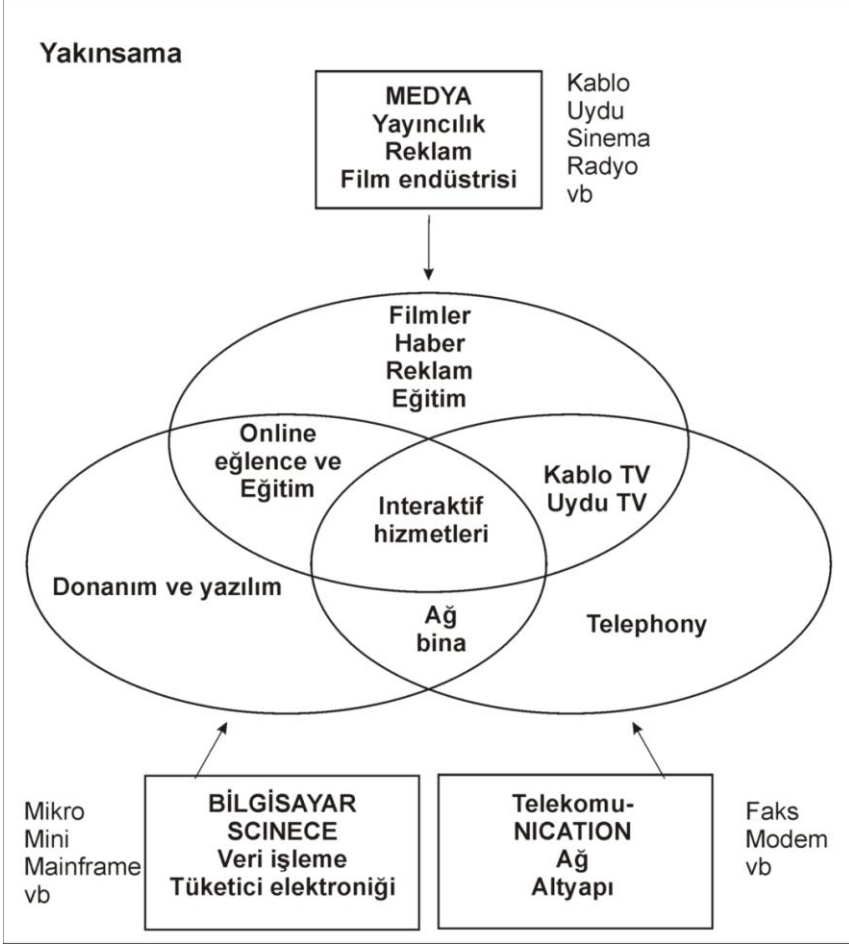 Yakınsama
MEDYA
Yayıncılık
Reklam
Film endüstrisi
Kablo
Uydu
Sinema
Radyo
vb
Filmler
Haber
Reklam
Eğitim
Online
eğlence ve
Eğitim
Interaktif
hizmetleri
Kablo TV
Uydu TV
Donanım ve yazılım
Ağ
bina
Telephony
Mikro
Mini
Mainframe
vb
BİLGİSAYAR
SCINECE
Veri işleme
Tüketici elektroniği
Telekomu-
NICATION
Ağ
Altyapı
Faks
Modem
vb